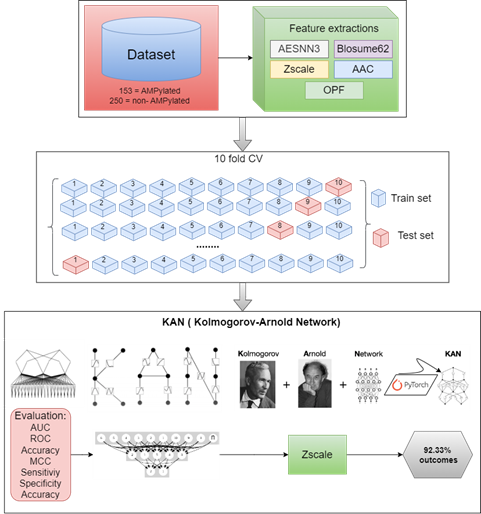 Dataset
153 = AMPylated
250 = non- AMPylated
Feature extractions
AESNN3
Blosume62
Zscale
AAC
OPF
10 fold CV
1 2 3 4 5 6 7 8 9 10
1 2 3 4 5 6 7 8 9 10
1 2 3 4 5 6 7 8 9 10
........
1 2 3 4 5 6 7 8 9 10
Train set
Test set
KAN ( Kolmogorov-Arnold Network)
Kolmogorov
Arnold
Network
KAN
+
+
PyTorch
Evaluation:
AUC
ROC
Accuracy
MCC
Sensitiviy
Specificity
Accuracy
Zscale
92.33%
outcomes